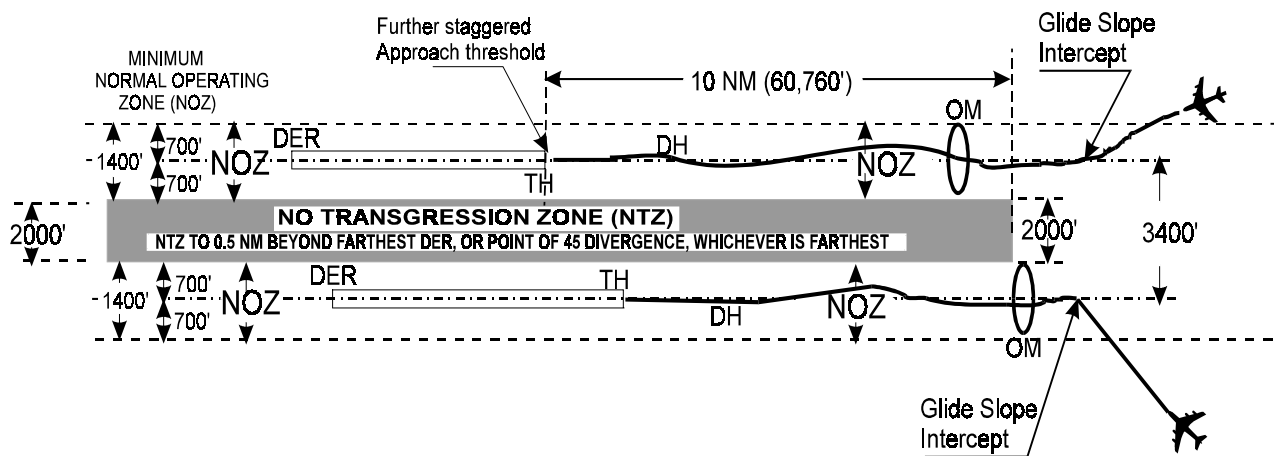 Further staggered
Approach threshold
Glide Slope
Intercept
MINIMUM
NORMAL OPERATING
ZONE (NOZ)
10 NM (60,760')
OM
DER
DH
1400'
700'
700'
NOZ
NOZ
TH
NO TRANSGRESSION ZONE (NTZ)
2000'
NTZ TO 0.5 NM BEYOND FARTHEST DER, OR POINT OF 45 DIVERGENCE, WHICHEVER IS FARTHEST
2000'
3400'
DER
TH
1400'
700'
700'
NOZ
NOZ
DH
OM
Glide Slope
Intercept